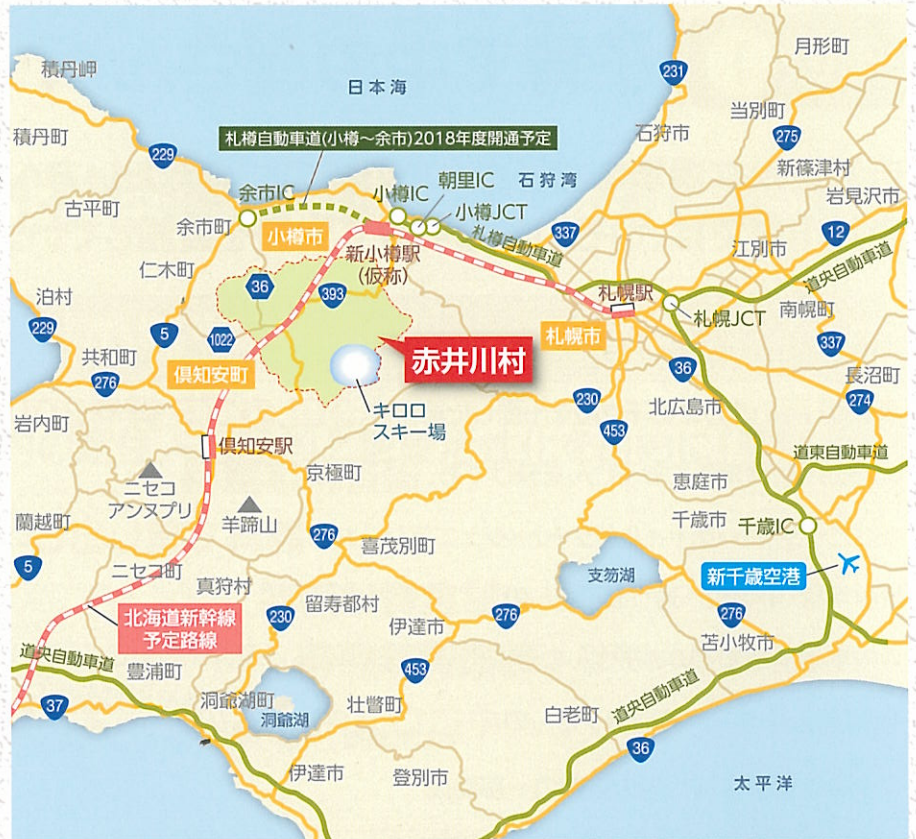 積丹岬
月形町
日本海
231
当別町
積丹町
札樽自動車道(小樽〜余市)2018年度開通予定
石狩市
275
229
新篠津村
余市IC
小樽IC
朝里IC
石狩湾
岩見沢市
古平町
余市町
小樽JCT
小樽市
札樽自動車道
337
12
江別市
道央自動車道
新小樽駅
(仮称)
仁木町
36
393
札幌駅
南幌町
泊村
229
5
1022
札幌市
札幌JCT
337
共和町
赤井川村
36
長沼町
276
倶知安町
230
北広島市
274
岩内町
キロロ
スキー場
453
倶知安駅
道東自動車道
京極町
恵庭市
ニセコ
アンヌプリ
羊蹄山
千歳市
蘭越町
276
喜茂別町
千歳IC
5
ニセコ町
支笏湖
新千歳空港
真狩村
留寿都村
北海道新幹線
予定路線
230
276
276
伊達市
苫小牧市
道央自動車道
豊浦町
453
37
洞爺湖町
壮瞥町
道央自動車道
白老町
洞爺湖
36
伊達市
登別市
太平洋